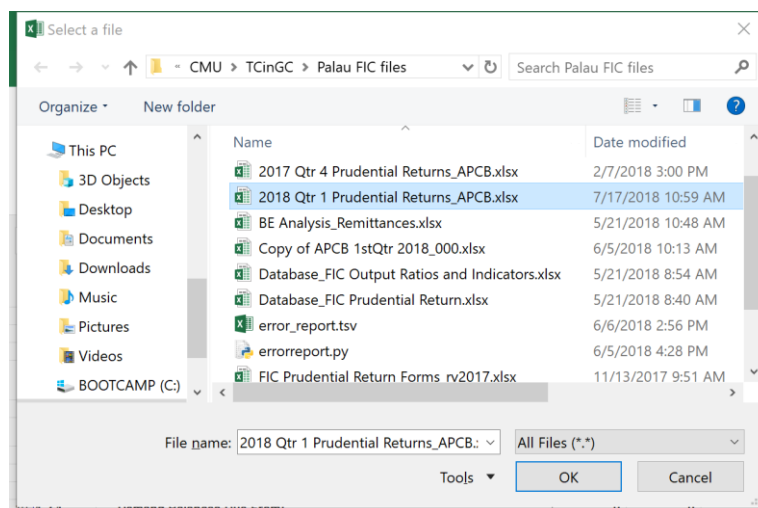 Select a file
« CMU > TCinGC > Palau FIC files
Search Palau FIC files
Organize
New folder
This PC
3D Objects
Desktop
Documents
Downloads
Music
Pictures
Videos
BOOTCAMP (C:)
Name Date modified
2017 Qtr 4 Prudential Returns_APCB.xlsx 2/7/2018 3:00 PM
2018 Qtr 1 Prudential Returns_APCB.xlsx 7/17/2018 10:59 AM
BE Analysis_Remittances.xlsx 5/21/2018 10:48 AM
Copy of APCB 1stQtr 2018_000.xlsx 6/5/2018 10:13 AM
Database_FIC Output Ratios and Indicators.xlsx 5/21/2018 8:54 AM
Database_FIC Prudential Return.xlsx 5/21/2018 8:40 AM
error_report.tsv 6/6/2018 2:56 PM
errorreport.py 6/5/2018 4:28 PM
FIC Prudential Return Forms_rv2017.xlsx 11/13/2017 9:51 AM
File name: 2018 Qtr 1 Prudential Returns_APCB.: All Files (*.*)
Tools OK Cancel